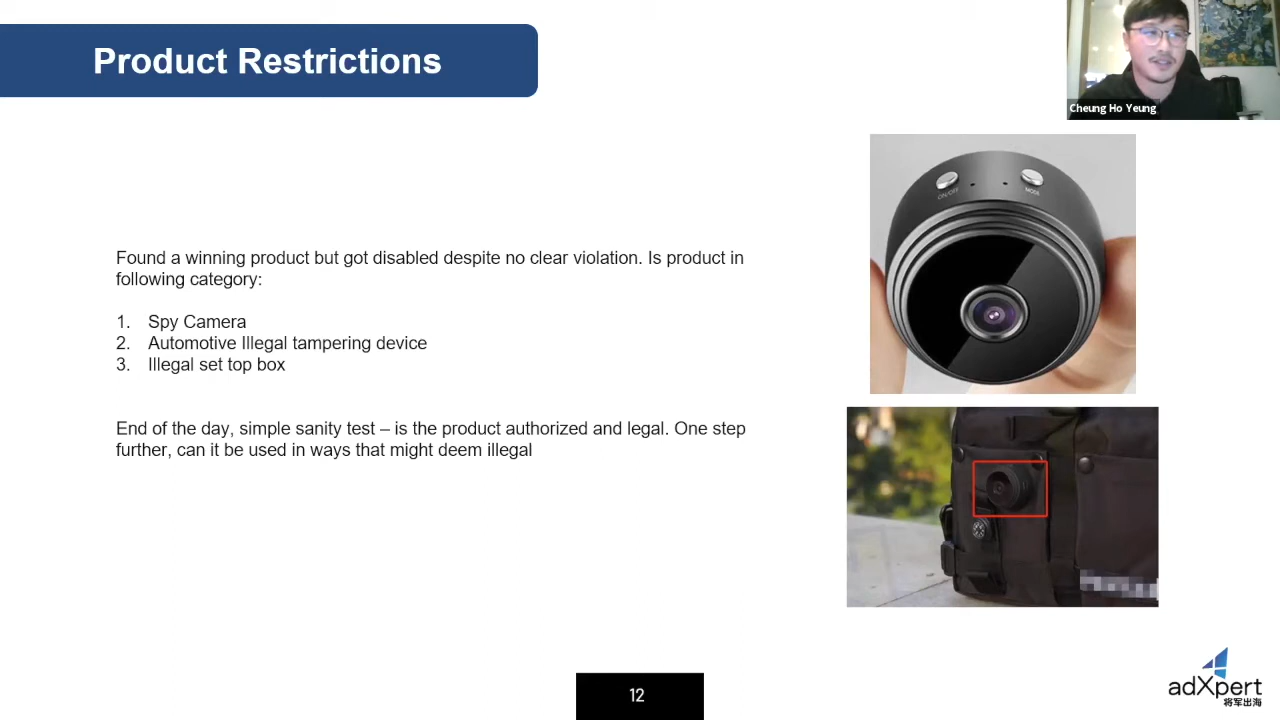 Product Restrictions
Cheung Ho Yeung
ON/OFF
MODE
Found a winning product but got disabled despite no clear violation. Is product in
following category:
1. Spy Camera
2. Automotive Illegal tampering device
3. Illegal set top box
End of the day, simple sanity test – is the product authorized and legal. One step
further, can it be used in ways that might deem illegal
12
adXpert
将军出海